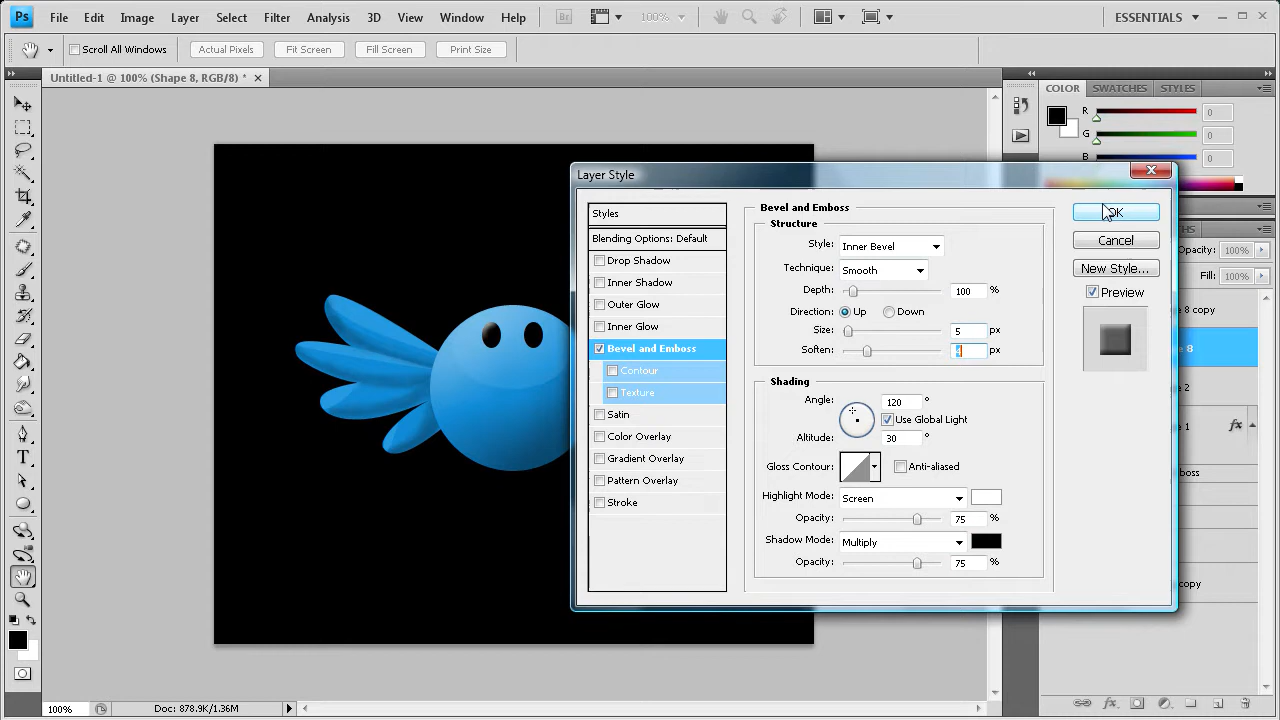 Ps File Edit Image Layer Select Filter Analysis 3D View Window Help Br 100% ESSENTIALS
Scroll All Windows Actual Pixels Fit Screen Fill Screen Print Size
Untitled-1 @ 100% (Shape 8, RGB/8) *
COLOR SWATCHES STYLES
R 0
G 0
B 0
Layer Style
Styles
Blending Options: Default
Drop Shadow
Inner Shadow
Outer Glow
Inner Glow
Bevel and Emboss
Contour
Texture
Satin
Color Overlay
Gradient Overlay
Pattern Overlay
Stroke
Bevel and Emboss
Structure
Style: Inner Bevel
Technique: Smooth
Depth: 100 %
Direction: Up Down
Size: 5 px
Soften: px
Shading
Angle: 120 °
Use Global Light
Altitude: 30 °
Gloss Contour: Anti-aliased
Highlight Mode: Screen
Opacity: 75 %
Shadow Mode: Multiply
Opacity: 75 %
OK
Cancel
New Style...
Preview
HS
Opacity: 100%
Fill: 100%
e 8 copy
e 8
e 2
e 1 fx
boss
copy
100% Doc: 878.9K/1.36M